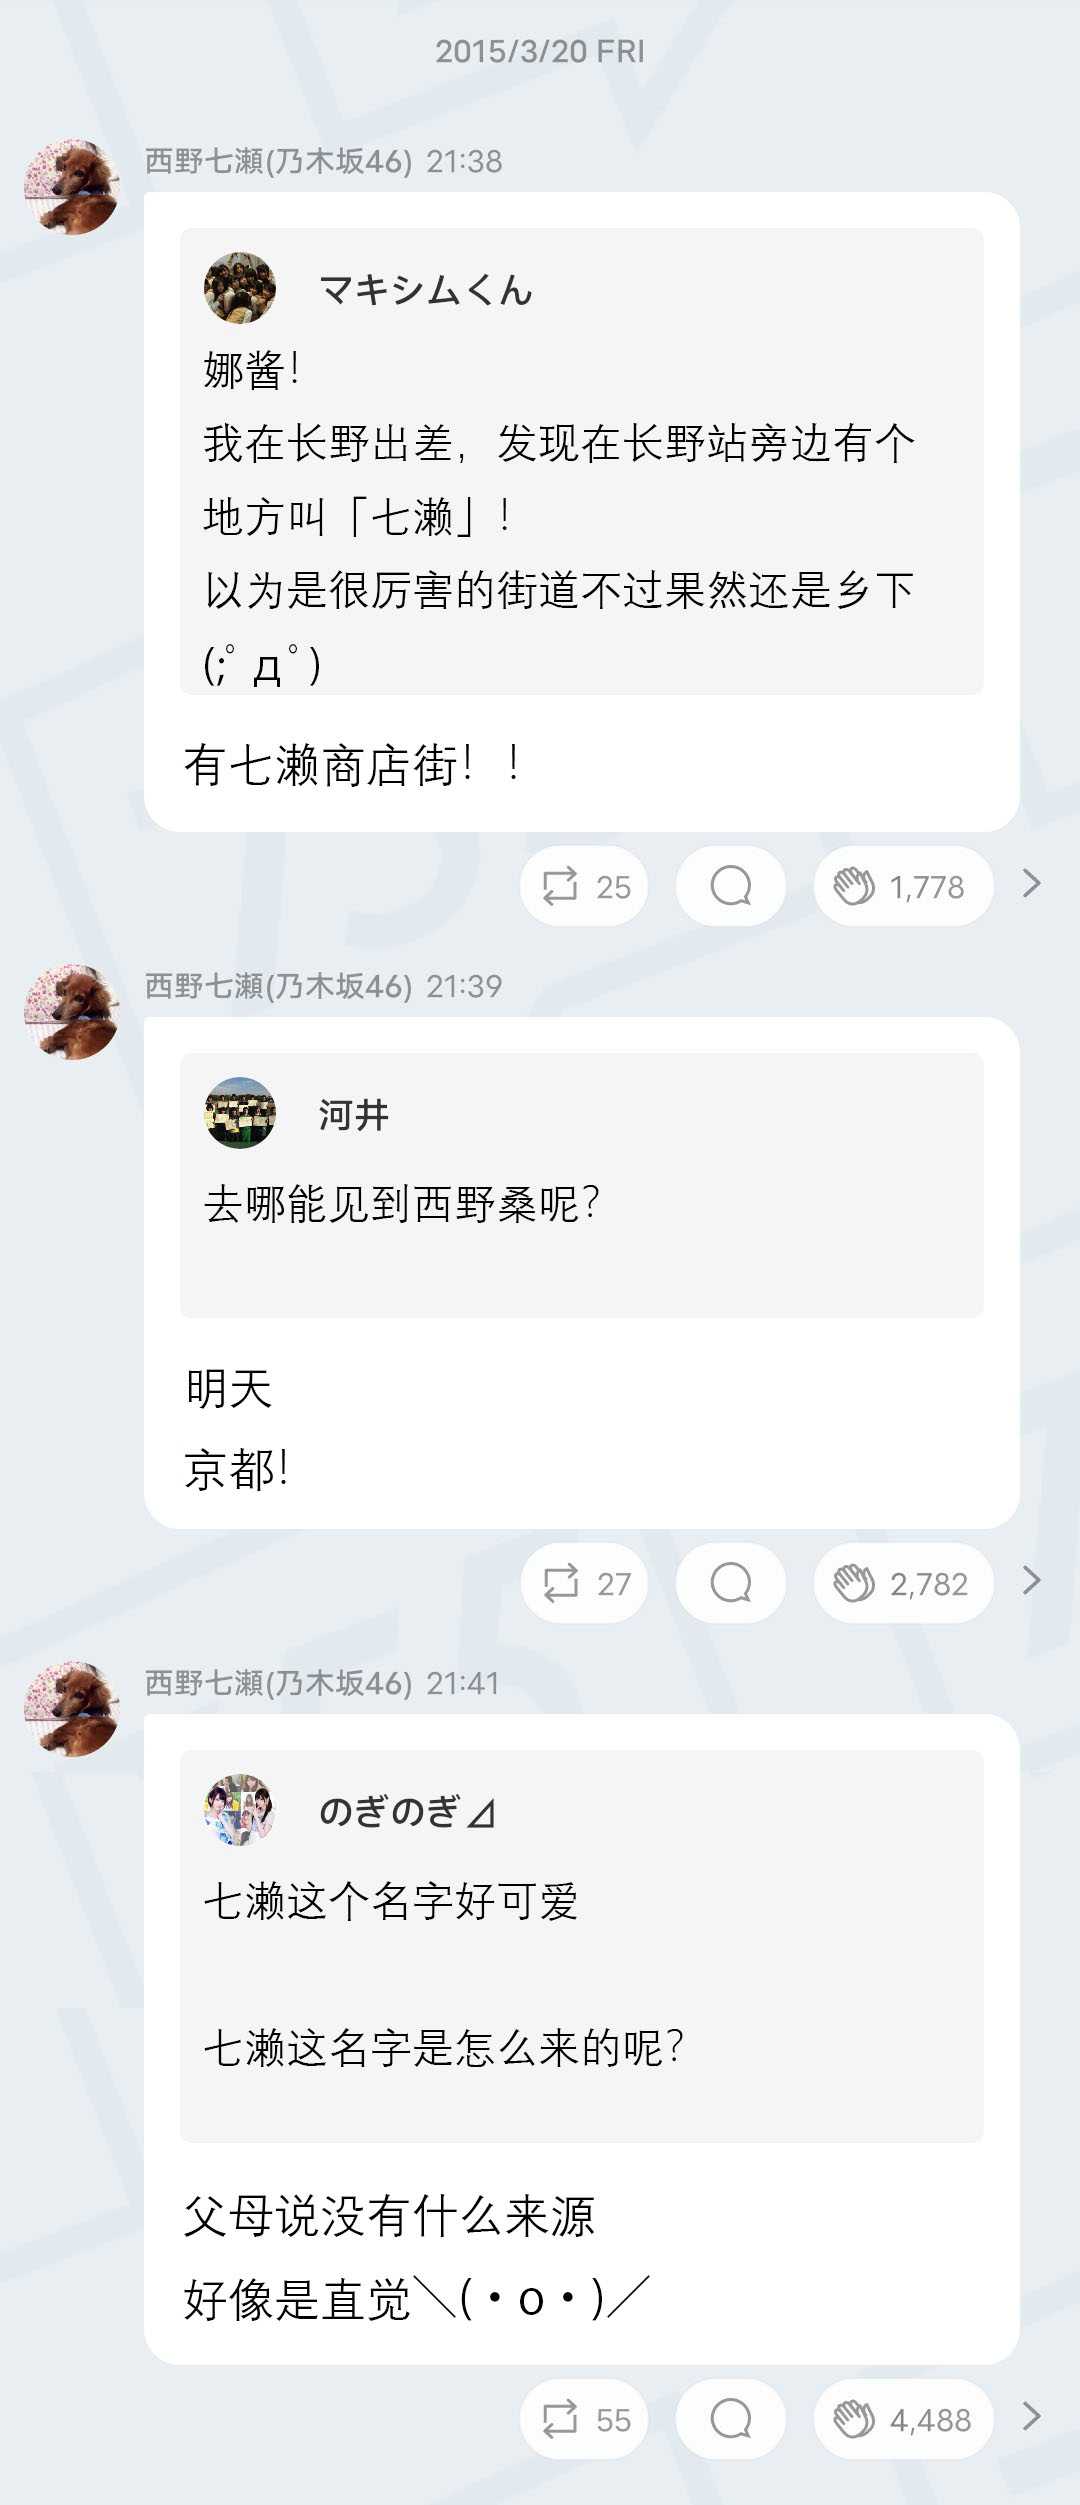 2015/3/20 FRI
西野七瀬(乃木坂46) 21:38
マキシムくん
娜酱!
我在长野出差，发现在长野站旁边有个
地方叫「七濑」!
以为是很厉害的街道不过果然还是乡下
(;ﾟдﾟ)
有七濑商店街! !
25
1,778
西野七瀬(乃木坂46) 21:39
河井
去哪能见到西野桑呢?
明天
京都!
27
2,782
西野七瀬(乃木坂46) 21:41
のぎのぎ⊿
七濑这个名字好可爱
七濑这名字是怎么来的呢?
父母说没有什么来源
好像是直觉＼(・o・)／
55
4,488